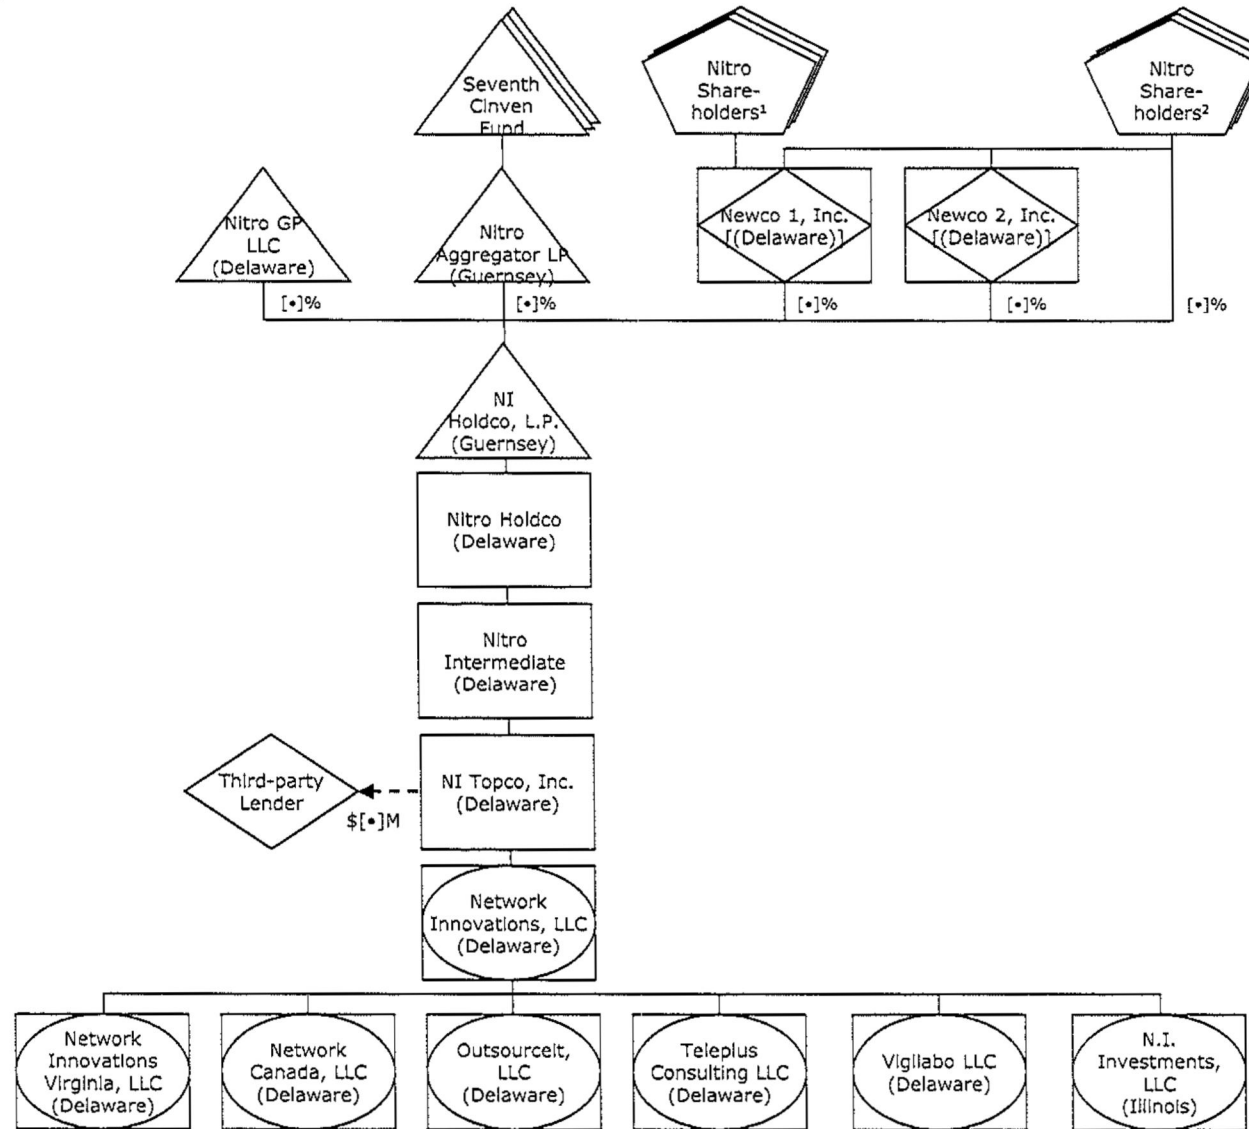 Seventh
Cinven
Fund
Nitro
Share-
holders¹
Nitro
Share-
holders²
Nitro GP
LLC
(Delaware)
Nitro
Aggregator LP
(Guernsey)
Newco 1, Inc.
[(Delaware)]
Newco 2, Inc.
[(Delaware)]
[•]%
[•]%
[•]%
[•]%
[•]%
NI
Holdco, L.P.
(Guernsey)
Nitro Holdco
(Delaware)
Nitro
Intermediate
(Delaware)
Third-party
Lender
$[•]M
NI Topco, Inc.
(Delaware)
Network
Innovations, LLC
(Delaware)
Network
Innovations
Virginia, LLC
(Delaware)
Network
Canada, LLC
(Delaware)
OutsourceIt,
LLC
(Delaware)
Teleplus
Consulting LLC
(Delaware)
Vigilabo LLC
(Delaware)
N.I.
Investments,
LLC
(Illinois)